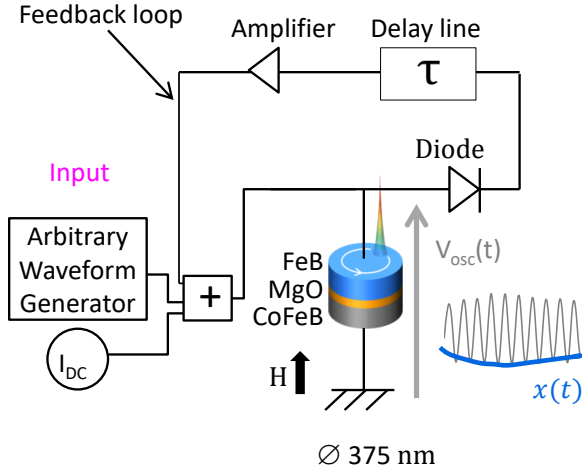 Feedback loop
Amplifier
Delay line
τ
Diode
Input
Arbitrary
Waveform
Generator
+
I_DC
FeB
MgO
CoFeB
H
V_osc(t)
x(t)
∅ 375 nm